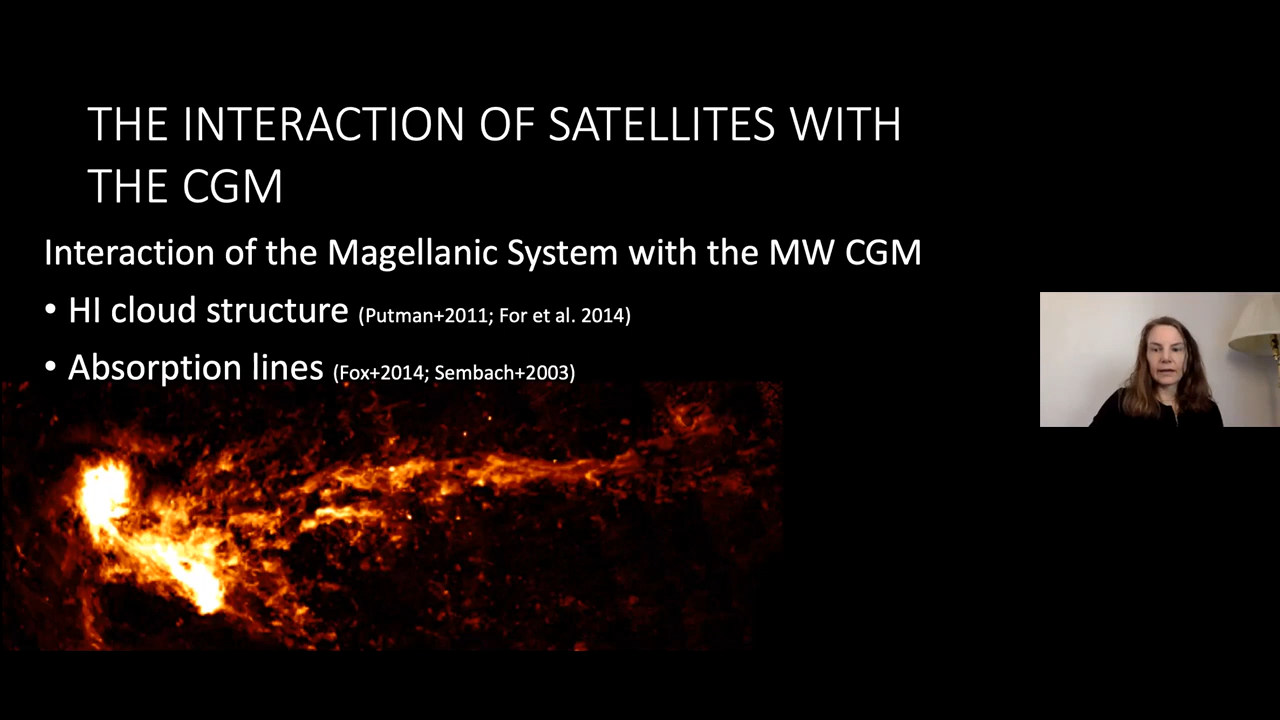 THE INTERACTION OF SATELLITES WITH
THE CGM
Interaction of the Magellanic System with the MW CGM
• HI cloud structure (Putman+2011; For et al. 2014)
• Absorption lines (Fox+2014; Sembach+2003)